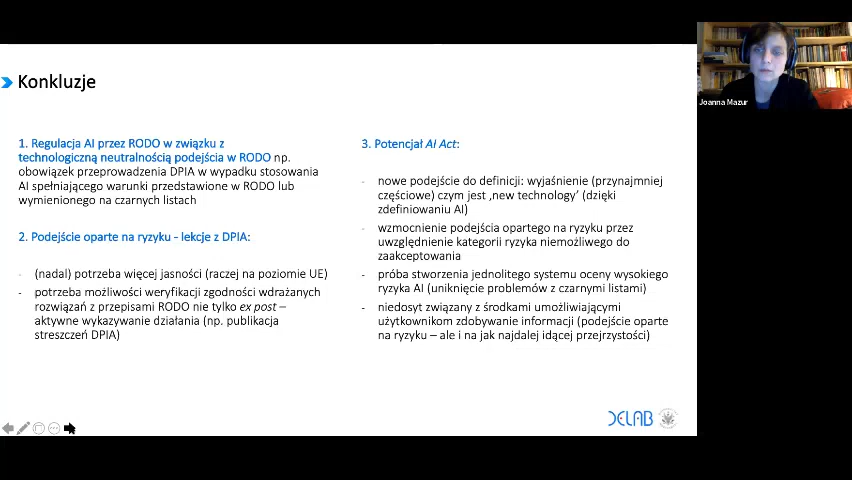 Konkluzje
1. Regulacja AI przez RODO w związku z
technologiczną neutralnością podejścia w RODO np.
obowiązek przeprowadzenia DPIA w wypadku stosowania
AI spełniającego warunki przedstawione w RODO lub
wymienionego na czarnych listach
2. Podejście oparte na ryzyku - lekcje z DPIA:
- (nadal) potrzeba więcej jasności (raczej na poziomie UE)
- potrzeba możliwości weryfikacji zgodności wdrażanych
rozwiązań z przepisami RODO nie tylko ex post –
aktywne wykazywanie działania (np. publikacja
streszczeń DPIA)
3. Potencjał AI Act:
- nowe podejście do definicji: wyjaśnienie (przynajmniej
częściowe) czym jest ‚new technology’ (dzięki
zdefiniowaniu AI)
- wzmocnienie podejścia opartego na ryzyku przez
uwzględnienie kategorii ryzyka niemożliwego do
zaakceptowania
- próba stworzenia jednolitego systemu oceny wysokiego
ryzyka AI (uniknięcie problemów z czarnymi listami)
- niedosyt związany z środkami umożliwiającymi
użytkownikom zdobywanie informacji (podejście oparte
na ryzyku – ale i na jak najdalej idącej przejrzystości)
DELAB
Joanna Mazur